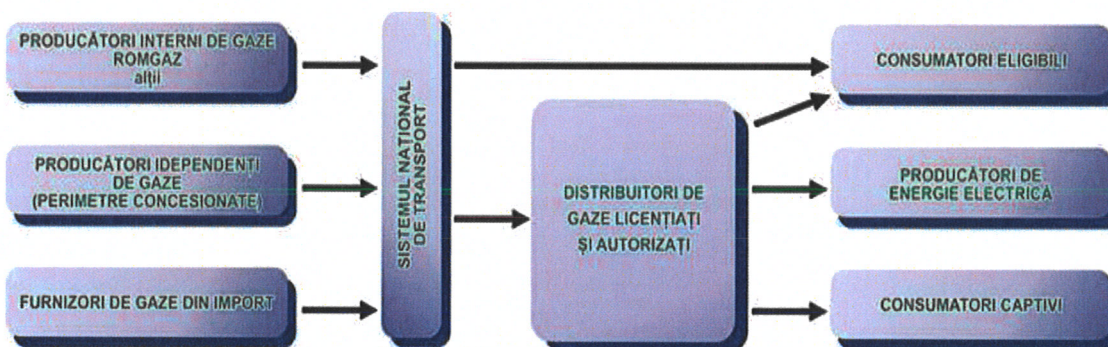 PRODUCĂTORI INTERNI DE GAZE
ROMGAZ
alții
PRODUCĂTORI IDEPENDENȚI
DE GAZE
(PERIMETRE CONCESIONATE)
FURNIZORI DE GAZE DIN IMPORT
SISTEMUL NAȚIONAL
DE TRANSPORT
DISTRIBUITORI DE
GAZE LICENȚIAȚI
ȘI AUTORIZAȚI
CONSUMATORI ELIGIBILI
PRODUCĂTORI DE
ENERGIE ELECTRICĂ
CONSUMATORI CAPTIVI